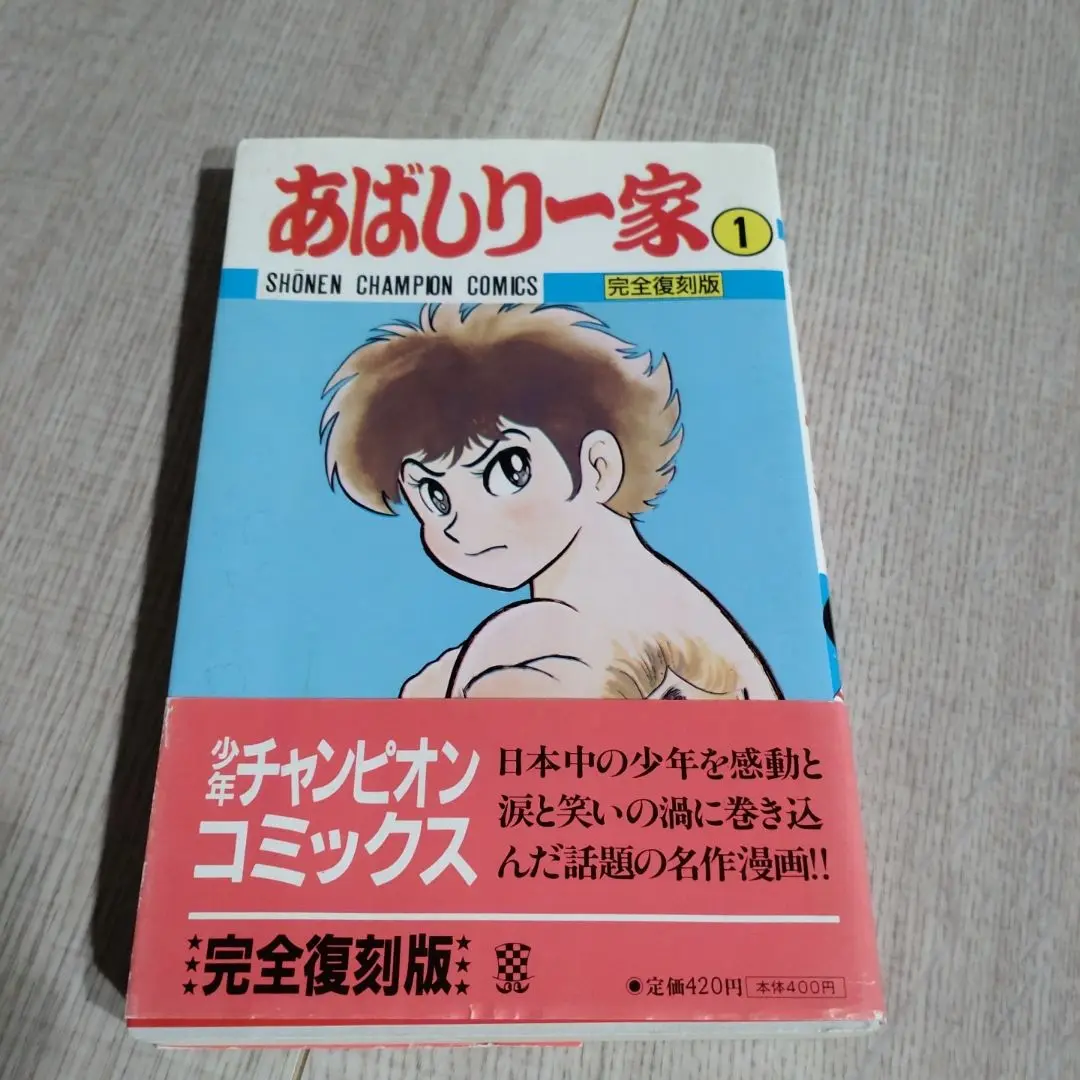 あばしり一家
1
SHŌNEN CHAMPION COMICS
完全復刻版
少年チャンピオン
コミックス
日本中の少年を感動と
涙と笑いの渦に巻き込
んだ話題の名作漫画!!
★★★完全復刻版★★★
●定価420円 本体400円